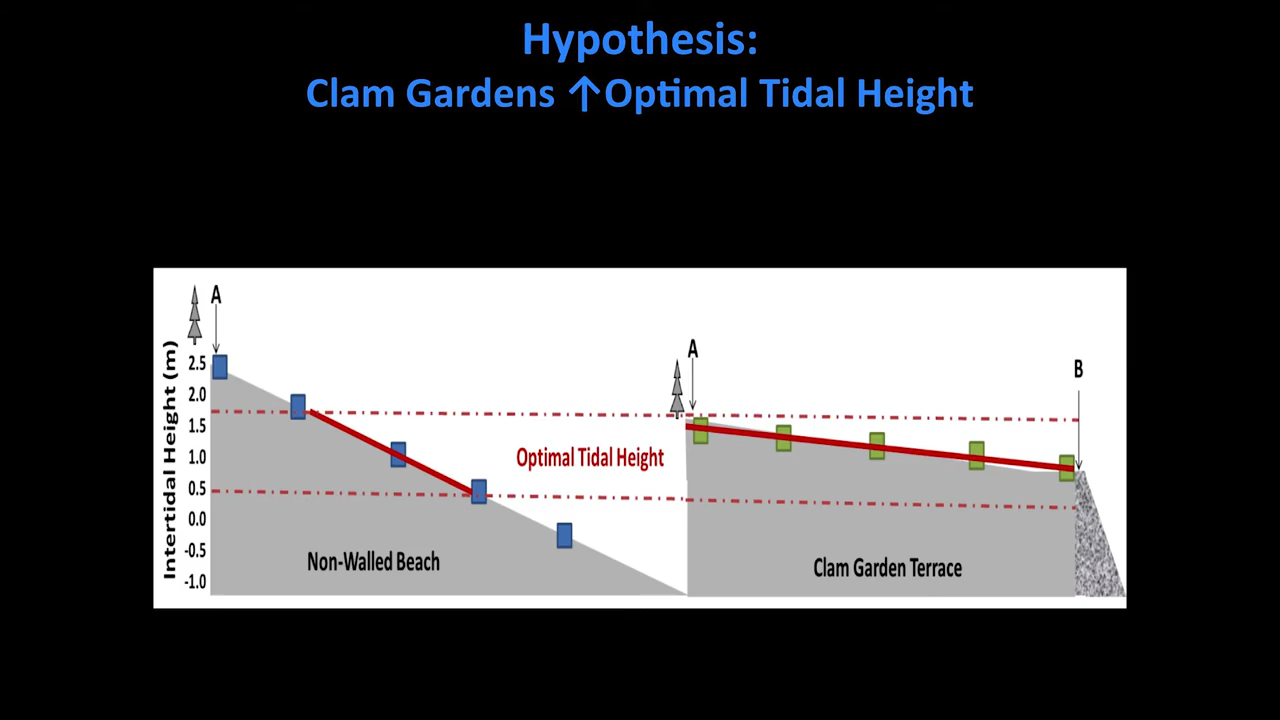 Hypothesis:
Clam Gardens ↑Optimal Tidal Height
A
A
B
Intertidal Height (m)
2.5
2.0
1.5
1.0
0.5
0.0
-0.5
-1.0
Optimal Tidal Height
Non-Walled Beach
Clam Garden Terrace